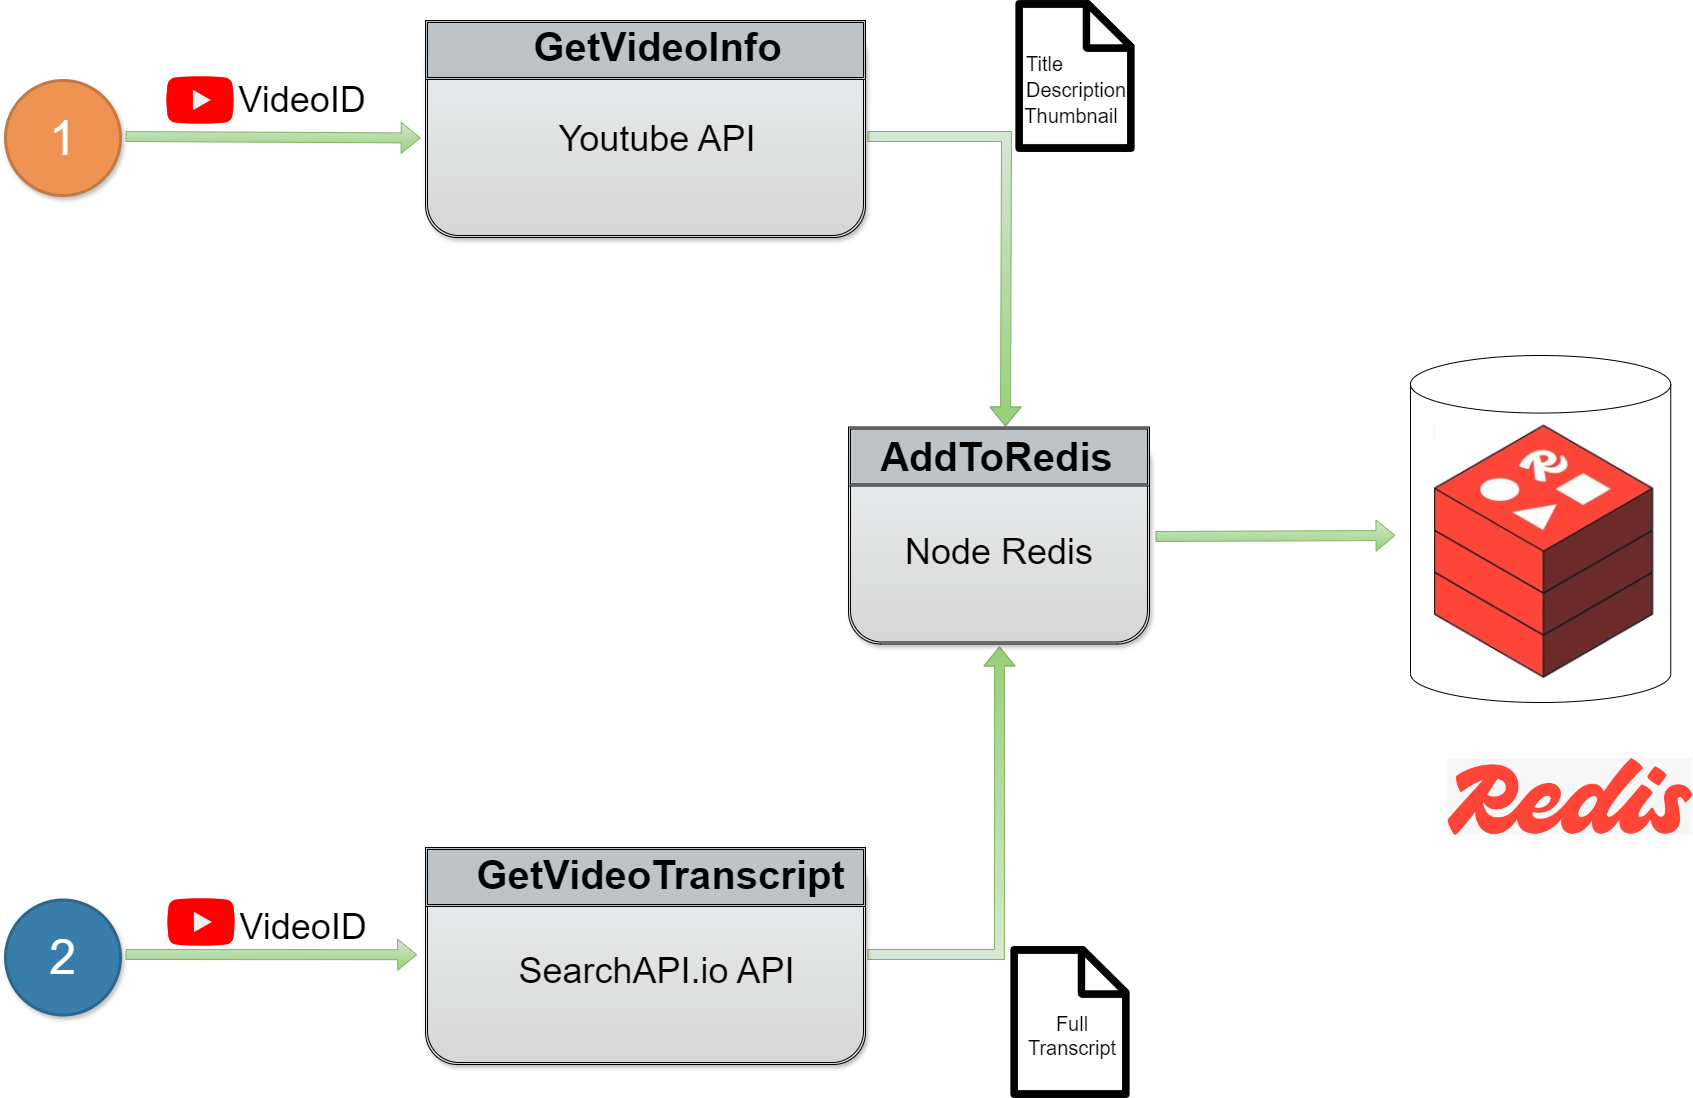 GetVideoInfo
Title
Description
Thumbnail
1
VideoID
Youtube API
AddToRedis
Node Redis
R
Redis
GetVideoTranscript
2
VideoID
SearchAPI.io API
Full
Transcript